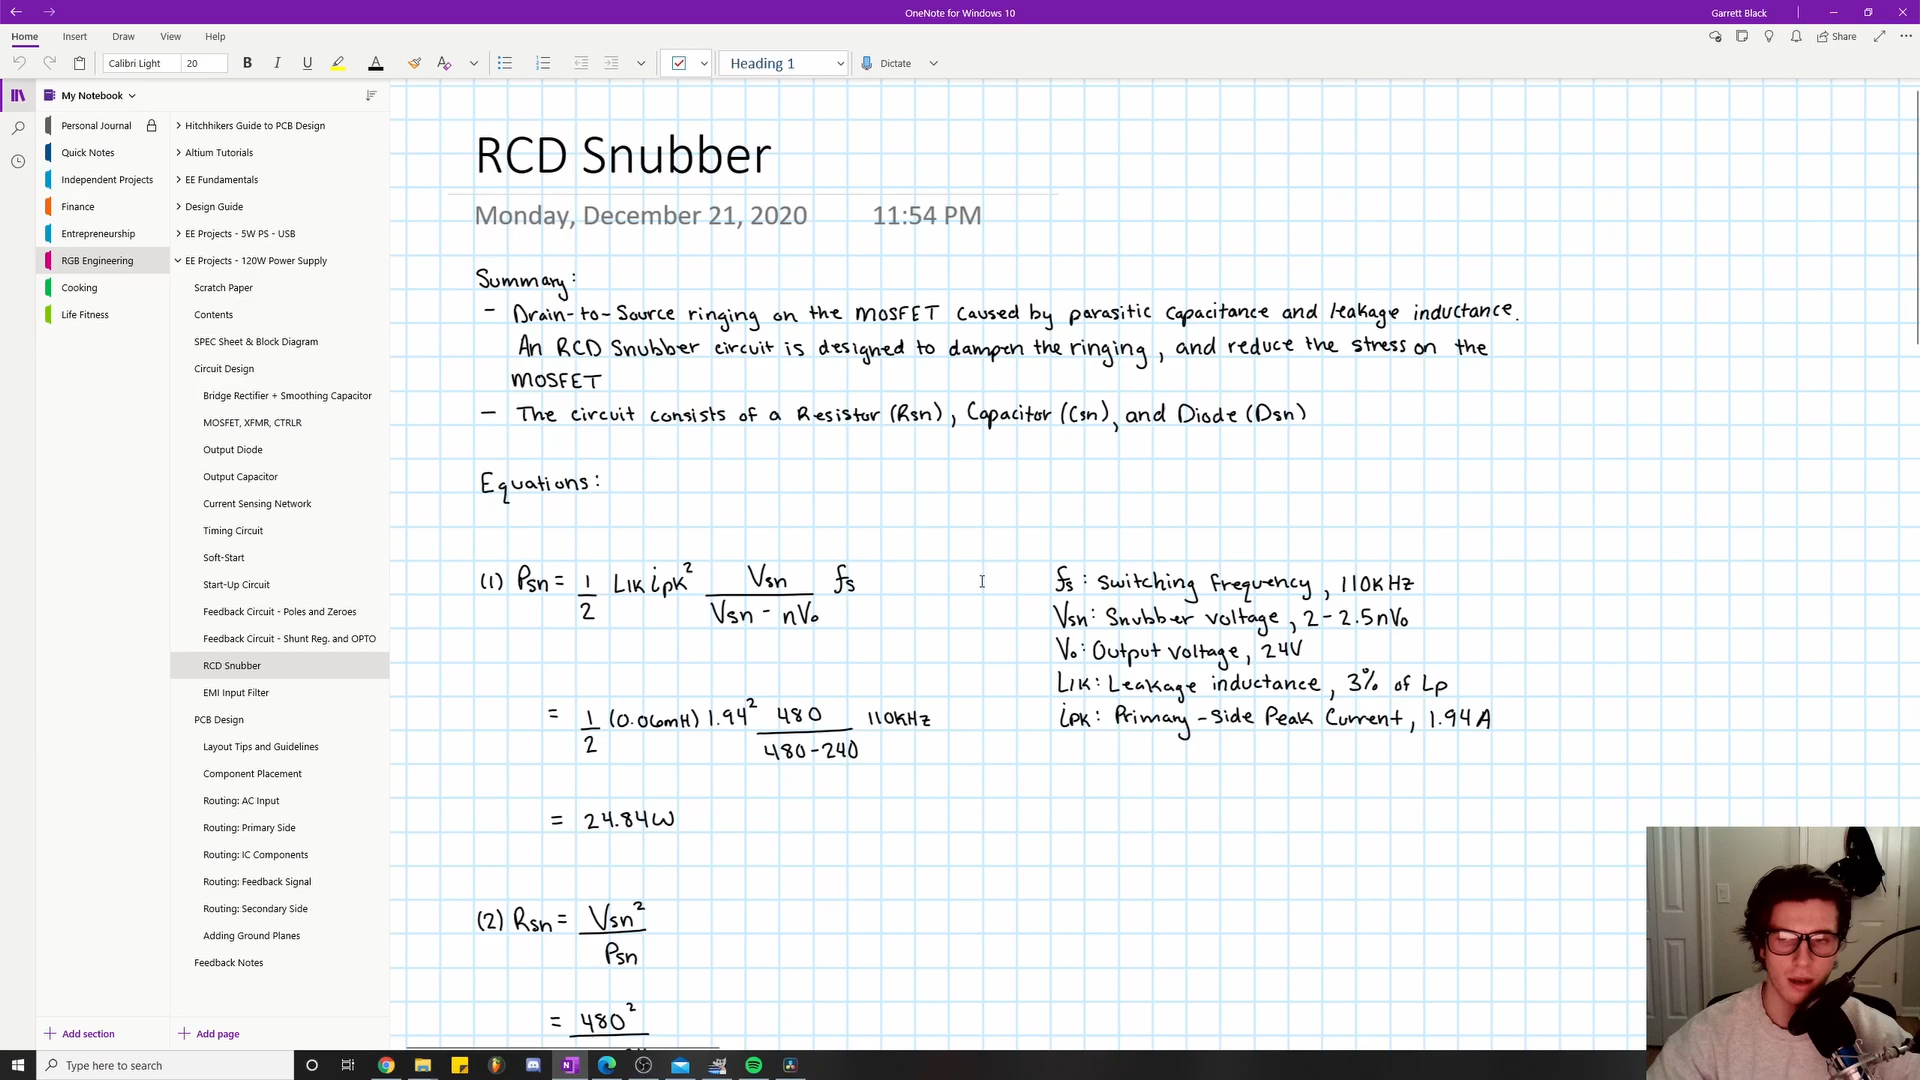 OneNote for Windows 10
Garrett Black
Home
Insert
Draw
View
Help
Share
Calibri Light
20
B
I
U
A
Heading 1
Dictate
My Notebook
Personal Journal
Quick Notes
Independent Projects
Finance
Entrepreneurship
RGB Engineering
Cooking
Life Fitness
Hitchhikers Guide to PCB Design
Altium Tutorials
EE Fundamentals
Design Guide
EE Projects - 5W PS - USB
EE Projects - 120W Power Supply
Scratch Paper
Contents
SPEC Sheet & Block Diagram
Circuit Design
Bridge Rectifier + Smoothing Capacitor
MOSFET, XFMR, CTRLR
Output Diode
Output Capacitor
Current Sensing Network
Timing Circuit
Soft-Start
Start-Up Circuit
Feedback Circuit - Poles and Zeroes
Feedback Circuit - Shunt Reg. and OPTO
RCD Snubber
EMI Input Filter
PCB Design
Layout Tips and Guidelines
Component Placement
Routing: AC Input
Routing: Primary Side
Routing: IC Components
Routing: Feedback Signal
Routing: Secondary Side
Adding Ground Planes
Feedback Notes
Add section
Add page
RCD Snubber
Monday, December 21, 2020 11:54 PM
Summary:
- Drain-to-Source ringing on the MOSFET caused by parasitic capacitance and leakage inductance.
An RCD Snubber circuit is designed to dampen the ringing, and reduce the stress on the
MOSFET
- The circuit consists of a Resistor (Rsn), Capacitor (Csn), and Diode (Dsn)
Equations:
(1) Psn = 1/2 Llk ipk² Vsn/(Vsn - nVo) fs
= 1/2 (0.06mH) 1.94² 480/(480-240) 110KHz
= 24.84W
(2) Rsn = Vsn²/Psn
= 480²
fs: Switching Frequency, 110KHz
Vsn: Snubber voltage, 2-2.5nVo
Vo: Output voltage, 24V
Llk: Leakage inductance, 3% of Lp
ipk: Primary-Side Peak Current, 1.94A
Type here to search